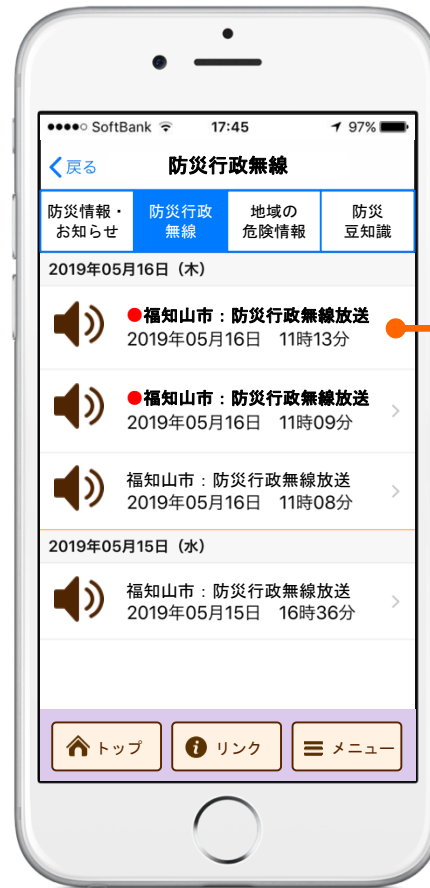 ●●●●○ SoftBank 17:45 97%
戻る 防災行政無線
防災情報・
お知らせ
防災行政
無線
地域の
危険情報
防災
豆知識
2019年05月16日（木）
●福知山市：防災行政無線放送
2019年05月16日 11時13分
●福知山市：防災行政無線放送
2019年05月16日 11時09分
福知山市：防災行政無線放送
2019年05月16日 11時08分
2019年05月15日（水）
福知山市：防災行政無線放送
2019年05月15日 16時36分
トップ リンク メニュー